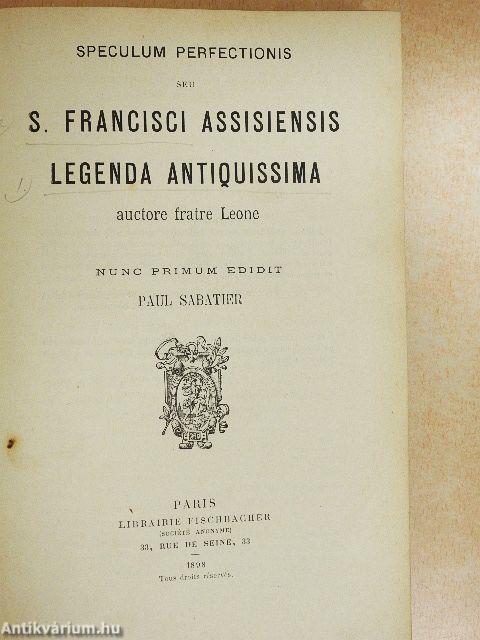 SPECULUM PERFECTIONIS
SEU
S. FRANCISCI ASSISIENSIS
LEGENDA ANTIQUISSIMA
auctore fratre Leone
NUNC PRIMUM EDIDIT
PAUL SABATIER
PARIS
LIBRAIRIE FISCHBACHER
(SOCIÉTÉ ANONYME)
33, RUE DE SEINE, 33
1898
Tous droits réservés.
Antikvárium.hu